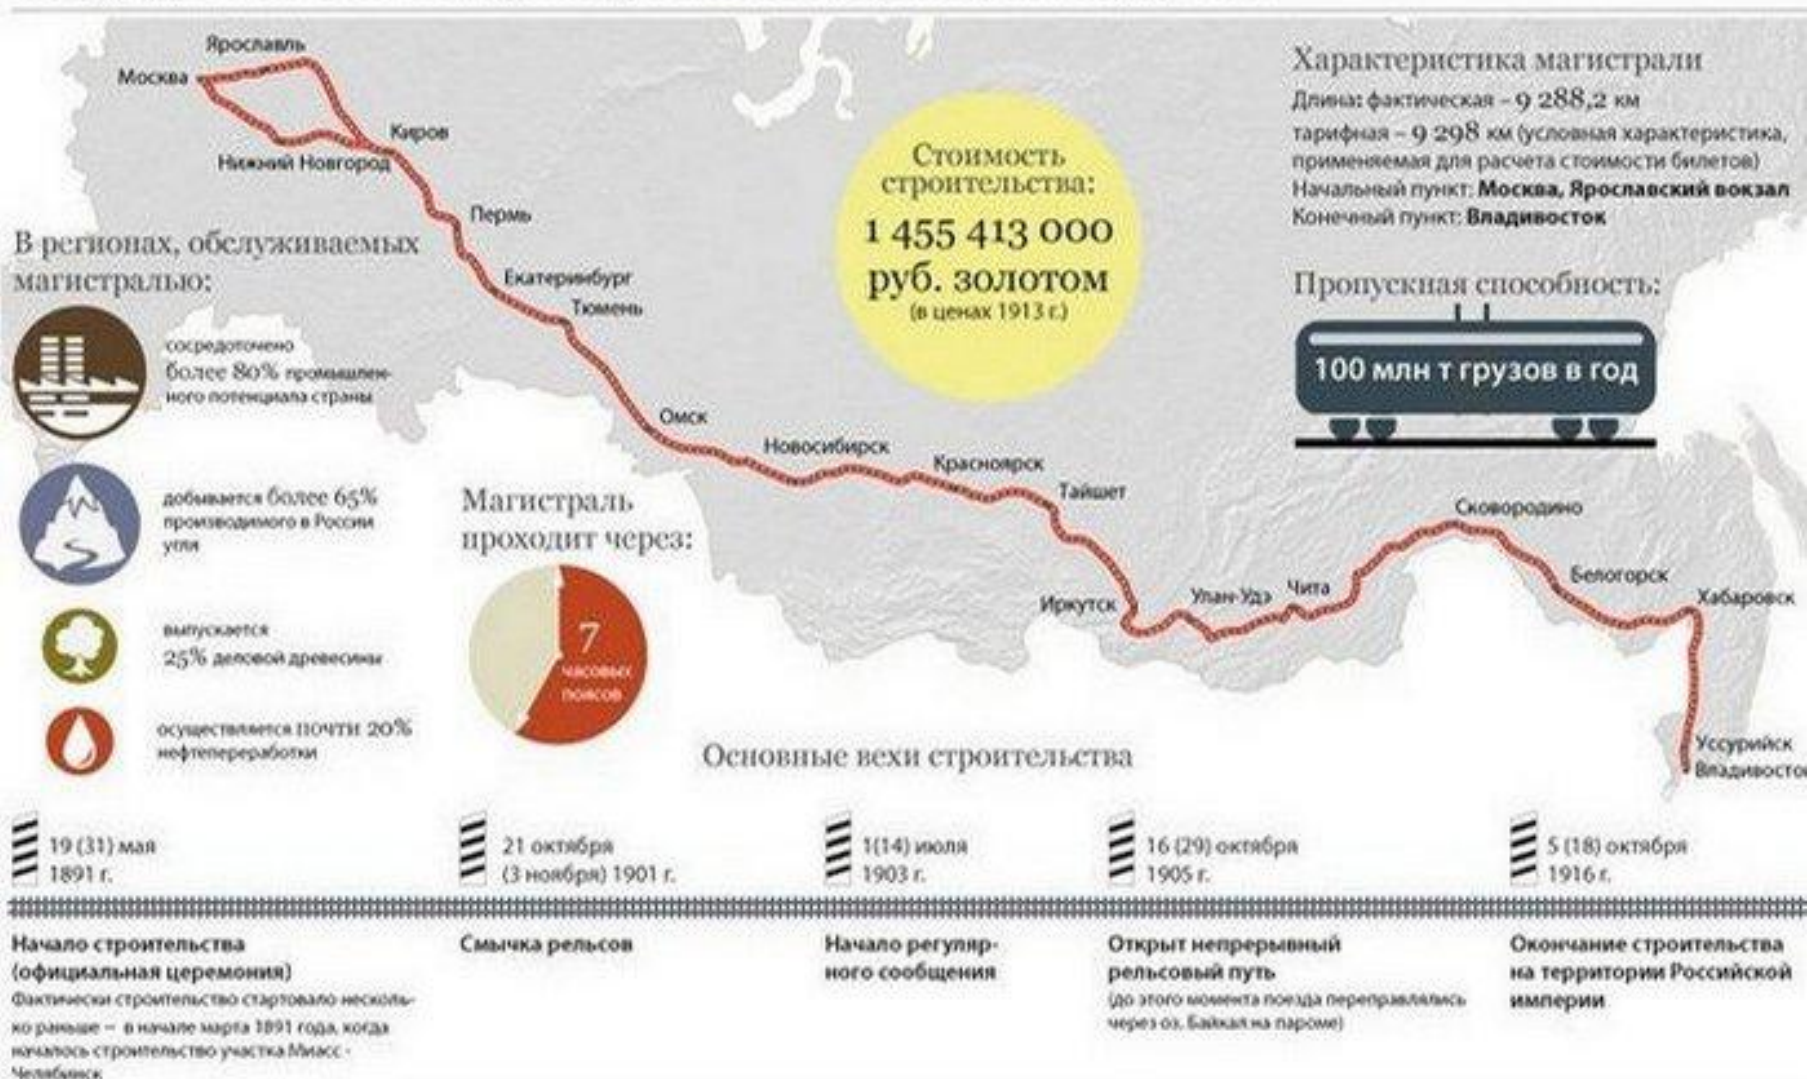 Ярославль
Москва
Киров
Нижний Новгород
Пермь
Екатеринбург
Тюмень
Омск
Новосибирск
Красноярск
Тайшет
Иркутск
Улан-Удэ
Чита
Сковородино
Белогорск
Хабаровск
Уссурийск
Владивосток
Стоимость
строительства:
1 455 413 000
руб. золотом
(в ценах 1913 г.)
Характеристика магистрали
Длина: фактическая – 9 288,2 км
тарифная – 9 298 км (условная характеристика,
применяемая для расчета стоимости билетов)
Начальный пункт: Москва, Ярославский вокзал
Конечный пункт: Владивосток
Пропускная способность:
100 млн т грузов в год
В регионах, обслуживаемых
магистралью:
сосредоточено
более 80% промышлен-
ного потенциала страны
добывается более 65%
производимого в России
угля
выпускается
25% деловой древесины
осуществляется почти 20%
нефтепереработки
Магистраль
проходит через:
7
часовых
поясов
Основные вехи строительства
19 (31) мая
1891 г.
Начало строительства
(официальная церемония)
Фактически строительство стартовало несколь-
ко раньше – в начале марта 1891 года, когда
началось строительство участка Миасс -
Челябинск
21 октября
(3 ноября) 1901 г.
Смычка рельсов
1(14) июля
1903 г.
Начало регуляр-
ного сообщения
16 (29) октября
1905 г.
Открыт непрерывный
рельсовый путь
(до этого момента поезда переправлялись
через оз. Байкал на пароме)
5 (18) октября
1916 г.
Окончание строительства
на территории Российской
империи